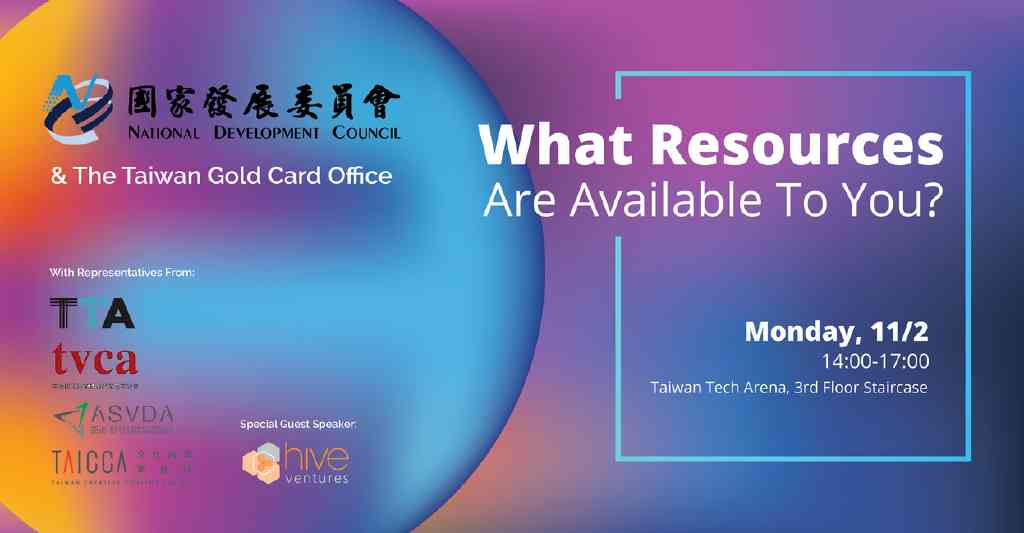 國家發展委員會
NATIONAL DEVELOPMENT COUNCIL
& The Taiwan Gold Card Office
What Resources
Are Available To You?
With Representatives From:
TTA
tvca
ASVDA
TAICCA
Special Guest Speaker:
hive
ventures
Monday, 11/2
14:00-17:00
Taiwan Tech Arena, 3rd Floor Staircase